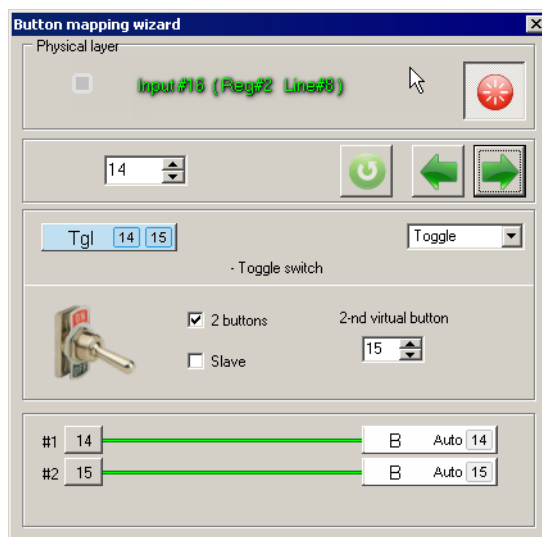 Button mapping wizard
Physical layer
Input#16 (Reg#2 Line#8)
14
Tgl 14 15
Toggle
- Toggle switch
2 buttons
2-nd virtual button
15
Slave
#1 14 B Auto 14
#2 15 B Auto 15